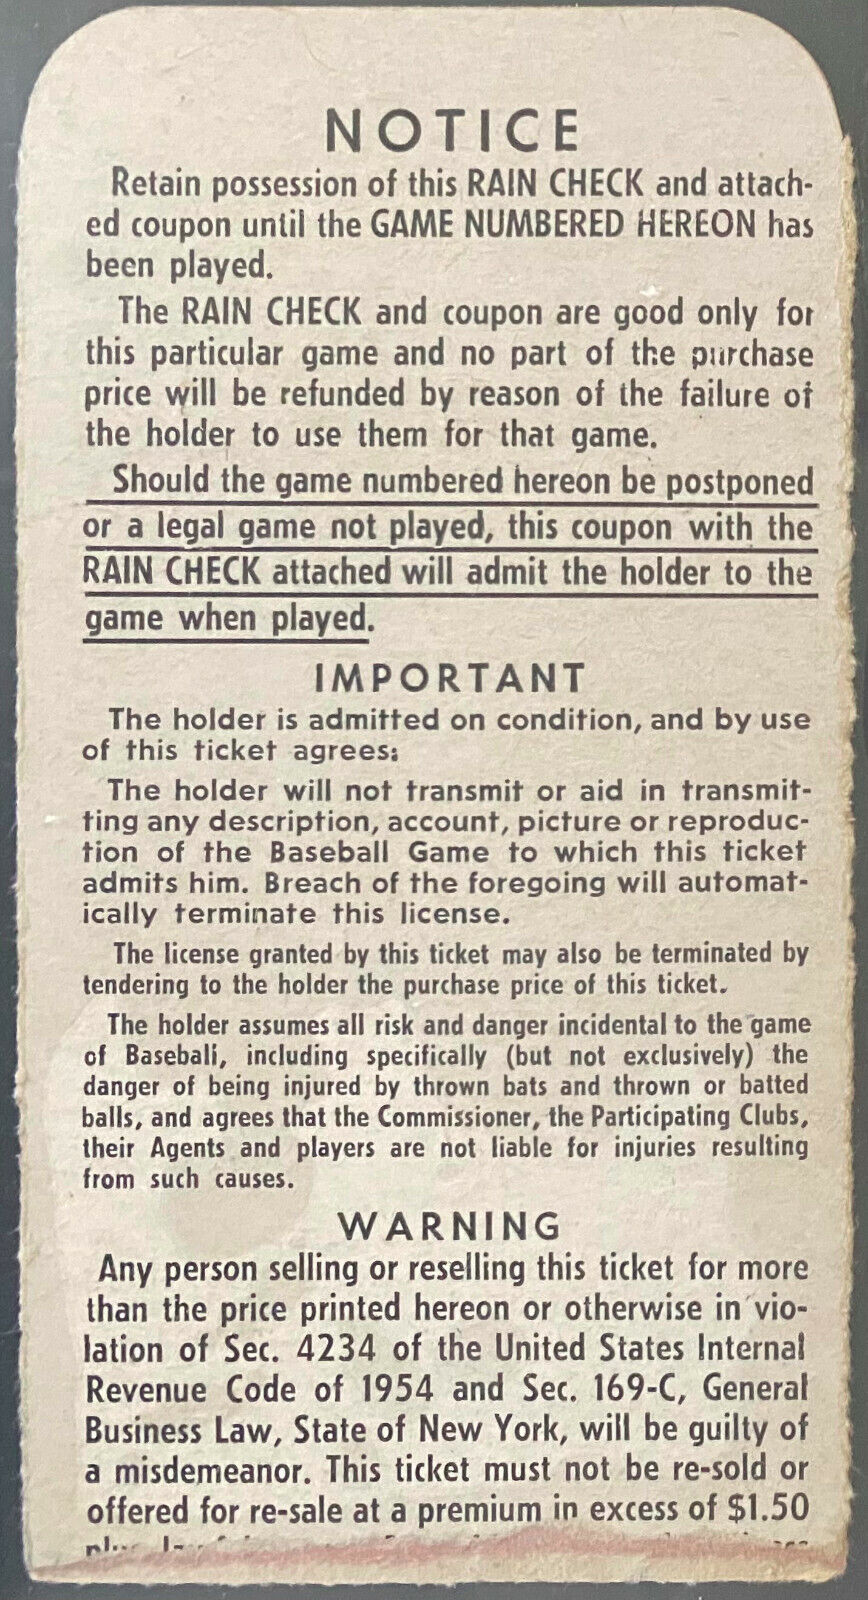 NOTICE
Retain possession of this RAIN CHECK and attach-
ed coupon until the GAME NUMBERED HEREON has
been played.
The RAIN CHECK and coupon are good only for
this particular game and no part of the purchase
price will be refunded by reason of the failure of
the holder to use them for that game.
Should the game numbered hereon be postponed
or a legal game not played, this coupon with the
RAIN CHECK attached will admit the holder to the
game when played.
IMPORTANT
The holder is admitted on condition, and by use
of this ticket agrees:
The holder will not transmit or aid in transmit-
ting any description, account, picture or reproduc-
tion of the Baseball Game to which this ticket
admits him. Breach of the foregoing will automat-
ically terminate this license.
The license granted by this ticket may also be terminated by
tendering to the holder the purchase price of this ticket.
The holder assumes all risk and danger incidental to the game
of Baseball, including specifically (but not exclusively) the
danger of being injured by thrown bats and thrown or batted
balls, and agrees that the Commissioner, the Participating Clubs,
their Agents and players are not liable for injuries resulting
from such causes.
WARNING
Any person selling or reselling this ticket for more
than the price printed hereon or otherwise in vio-
lation of Sec. 4234 of the United States Internal
Revenue Code of 1954 and Sec. 169-C, General
Business Law, State of New York, will be guilty of
a misdemeanor. This ticket must not be re-sold or
offered for re-sale at a premium in excess of $1.50